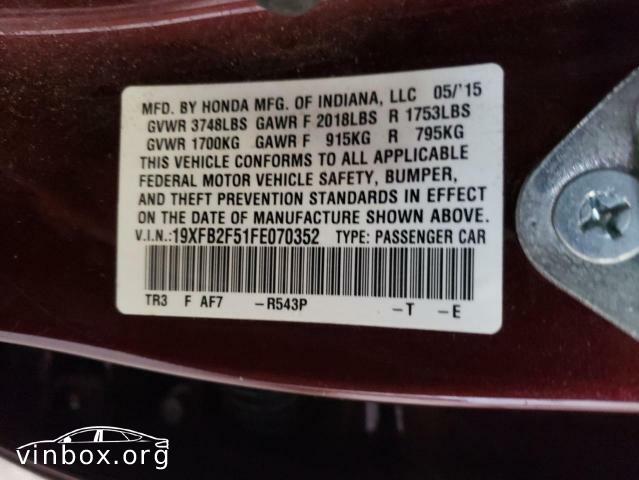 MFD. BY HONDA MFG. OF INDIANA, LLC 05/'15
GVWR 3748LBS GAWR F 2018LBS R 1753LBS
GVWR 1700KG GAWR F 915KG R 795KG
THIS VEHICLE CONFORMS TO ALL APPLICABLE
FEDERAL MOTOR VEHICLE SAFETY, BUMPER,
AND THEFT PREVENTION STANDARDS IN EFFECT
ON THE DATE OF MANUFACTURE SHOWN ABOVE.
V.I.N.:19XFB2F51FE070352 TYPE: PASSENGER CAR
TR3 F AF7 -R543P -T -E
vinbox.org